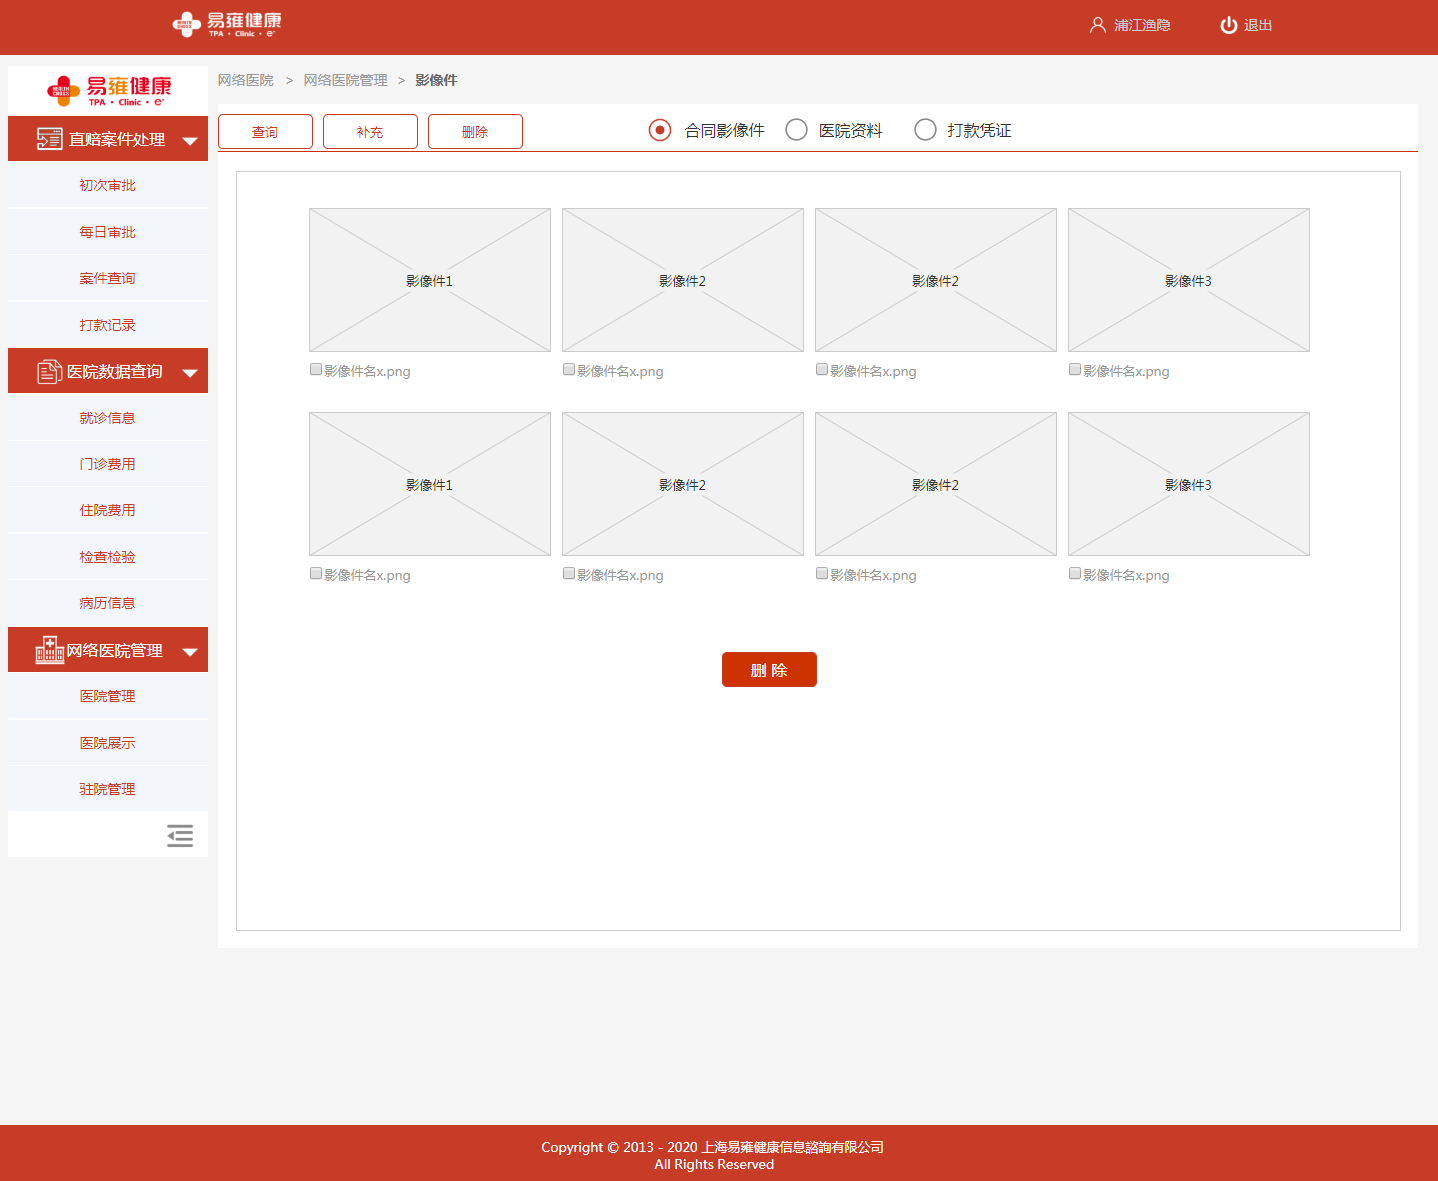 易雍健康
TPA · Clinic · e⁺
浦江渔隐
退出
HEALTH CROSS
易雍健康
TPA · Clinic · e⁺
直赔案件处理
初次审批
每日审批
案件查询
打款记录
医院数据查询
就诊信息
门诊费用
住院费用
检查检验
病历信息
网络医院管理
医院管理
医院展示
驻院管理
网络医院 > 网络医院管理 > 影像件
查询 补充 删除 合同影像件 医院资料 打款凭证
影像件1 影像件2 影像件2 影像件3
影像件名x.png 影像件名x.png 影像件名x.png 影像件名x.png
影像件1 影像件2 影像件2 影像件3
影像件名x.png 影像件名x.png 影像件名x.png 影像件名x.png
删 除
Copyright © 2013 - 2020 上海易雍健康信息諮詢有限公司
All Rights Reserved